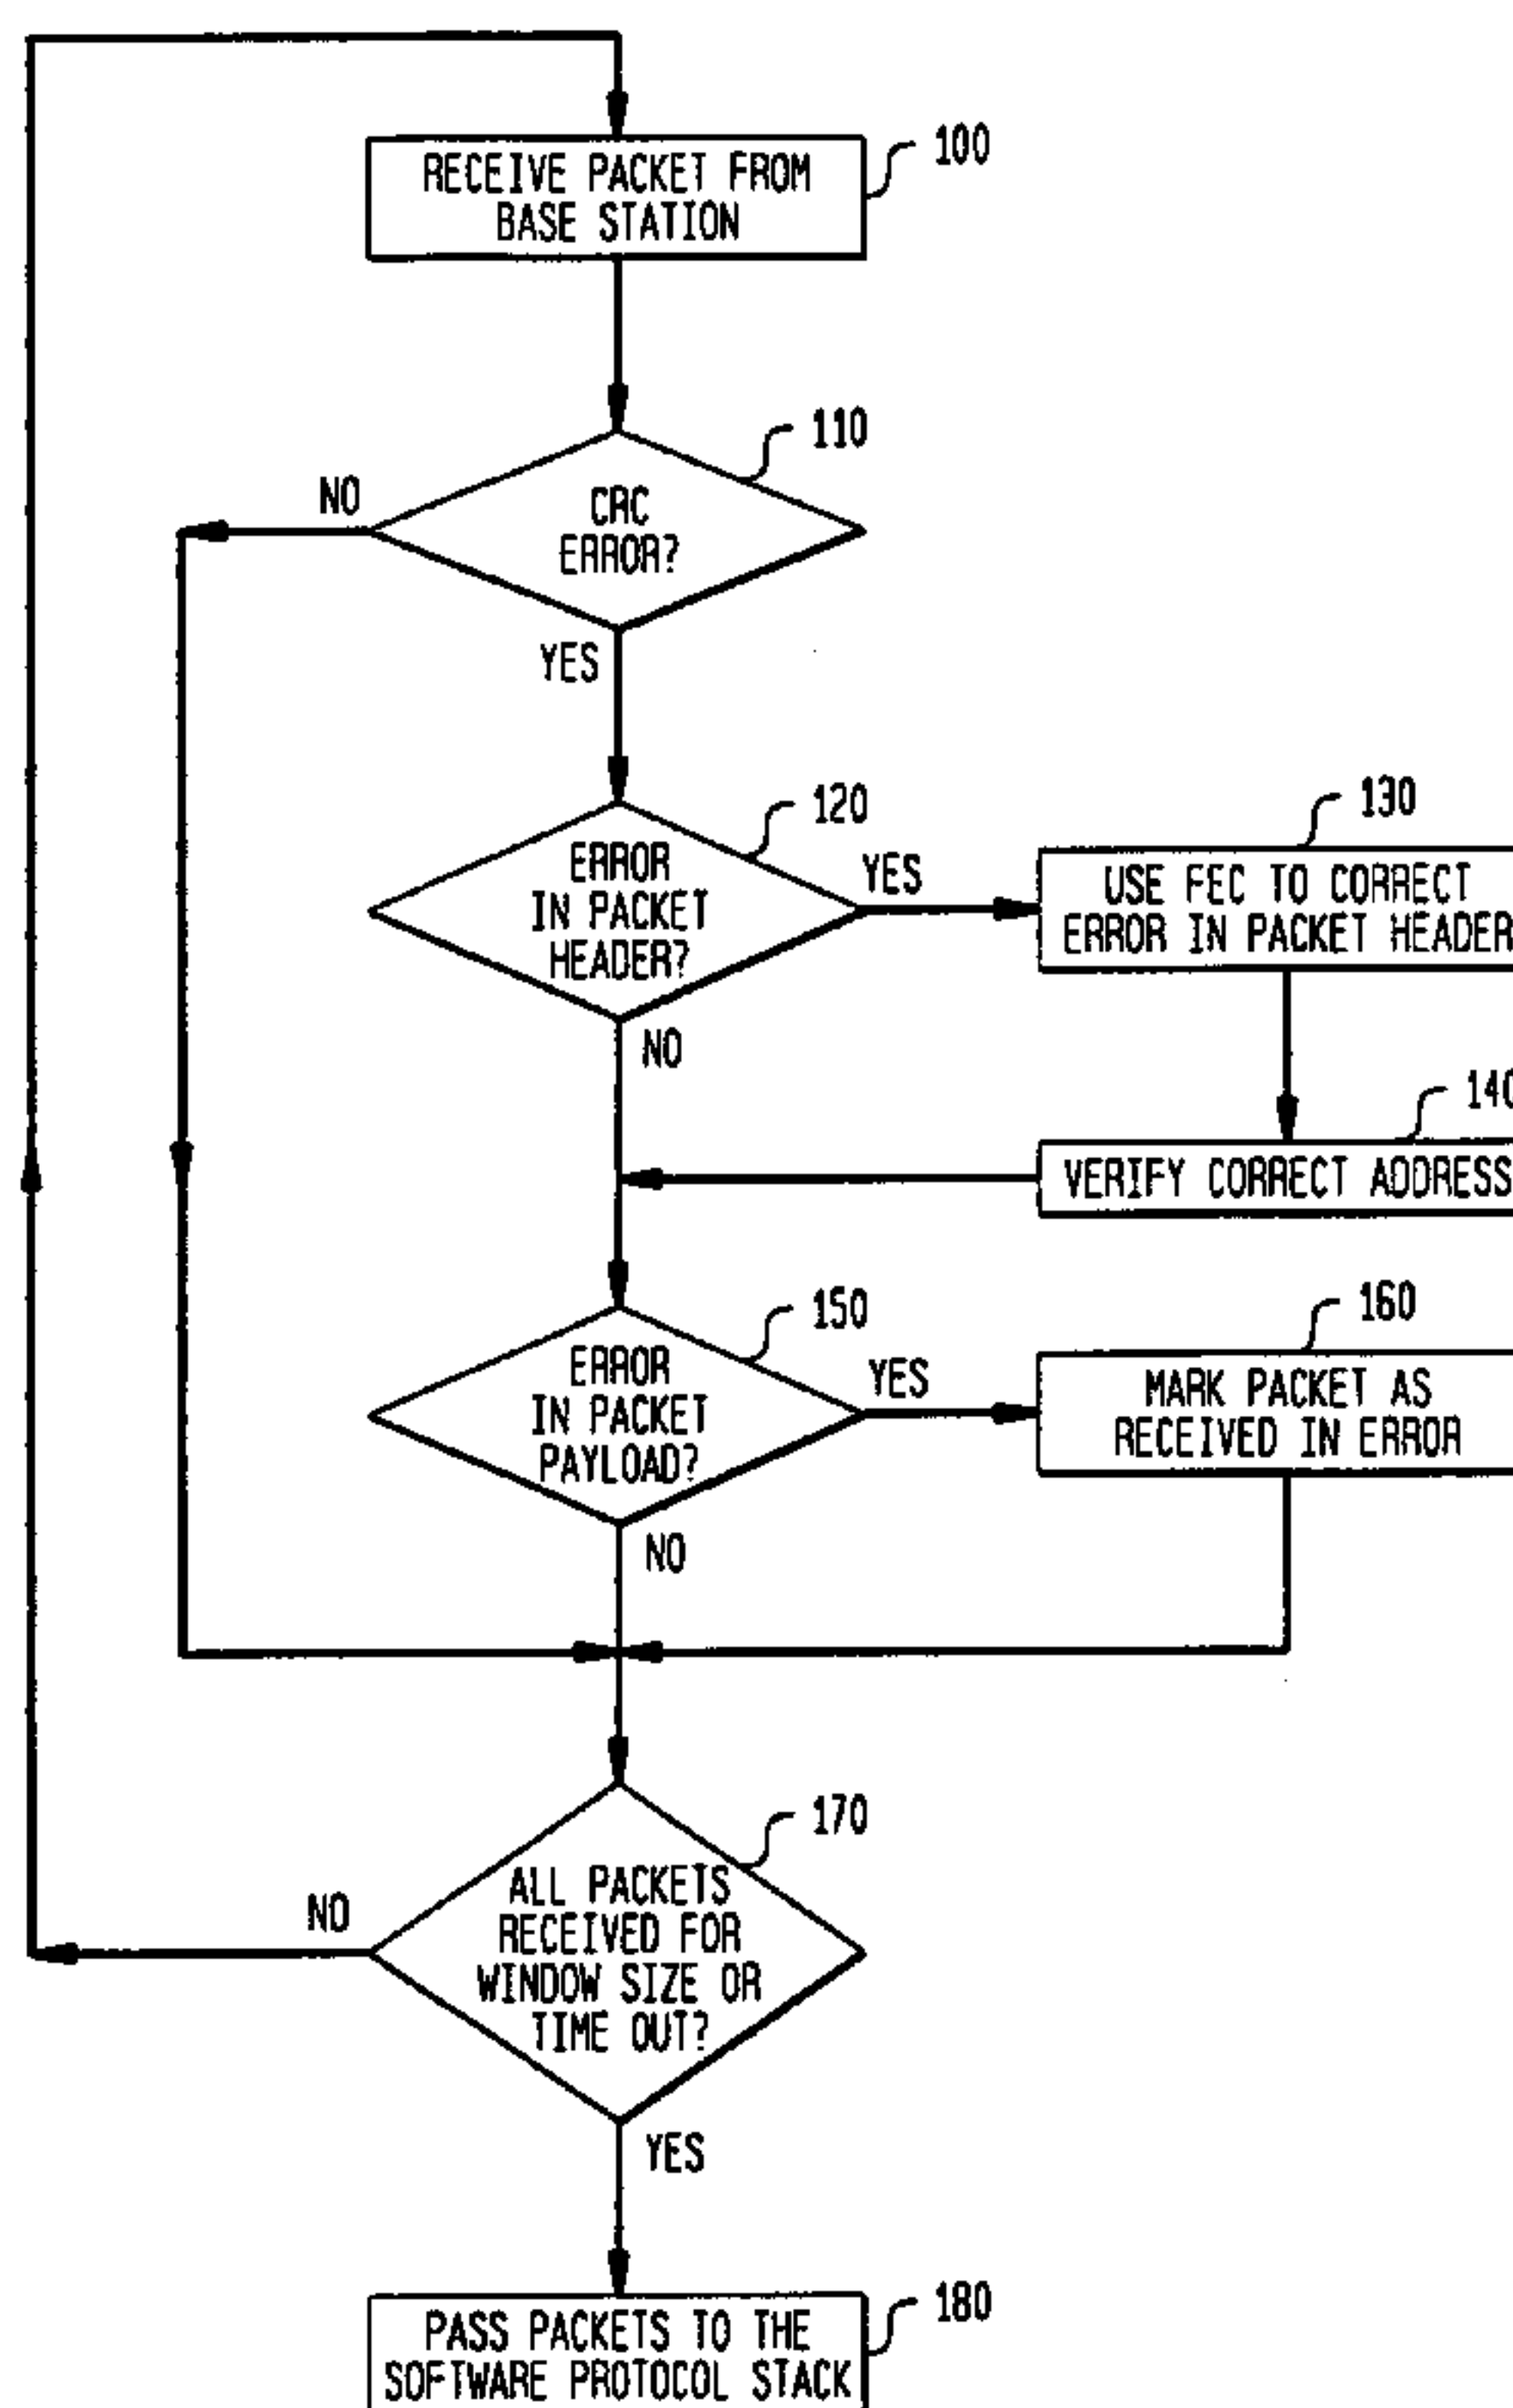 100
RECEIVE PACKET FROM
BASE STATION
110
NO
CRC
ERROR?
YES
120
130
ERROR
IN PACKET
HEADER?
YES
USE FEC TO CORRECT
ERROR IN PACKET HEADER
NO
140
VERIFY CORRECT ADDRESS
150
160
ERROR
IN PACKET
PAYLOAD?
YES
MARK PACKET AS
RECEIVED IN ERROR
NO
170
NO
ALL PACKETS
RECEIVED FOR
WINDOW SIZE OR
TIME OUT?
YES
180
PASS PACKETS TO THE
SOFTWARE PROTOCOL STACK